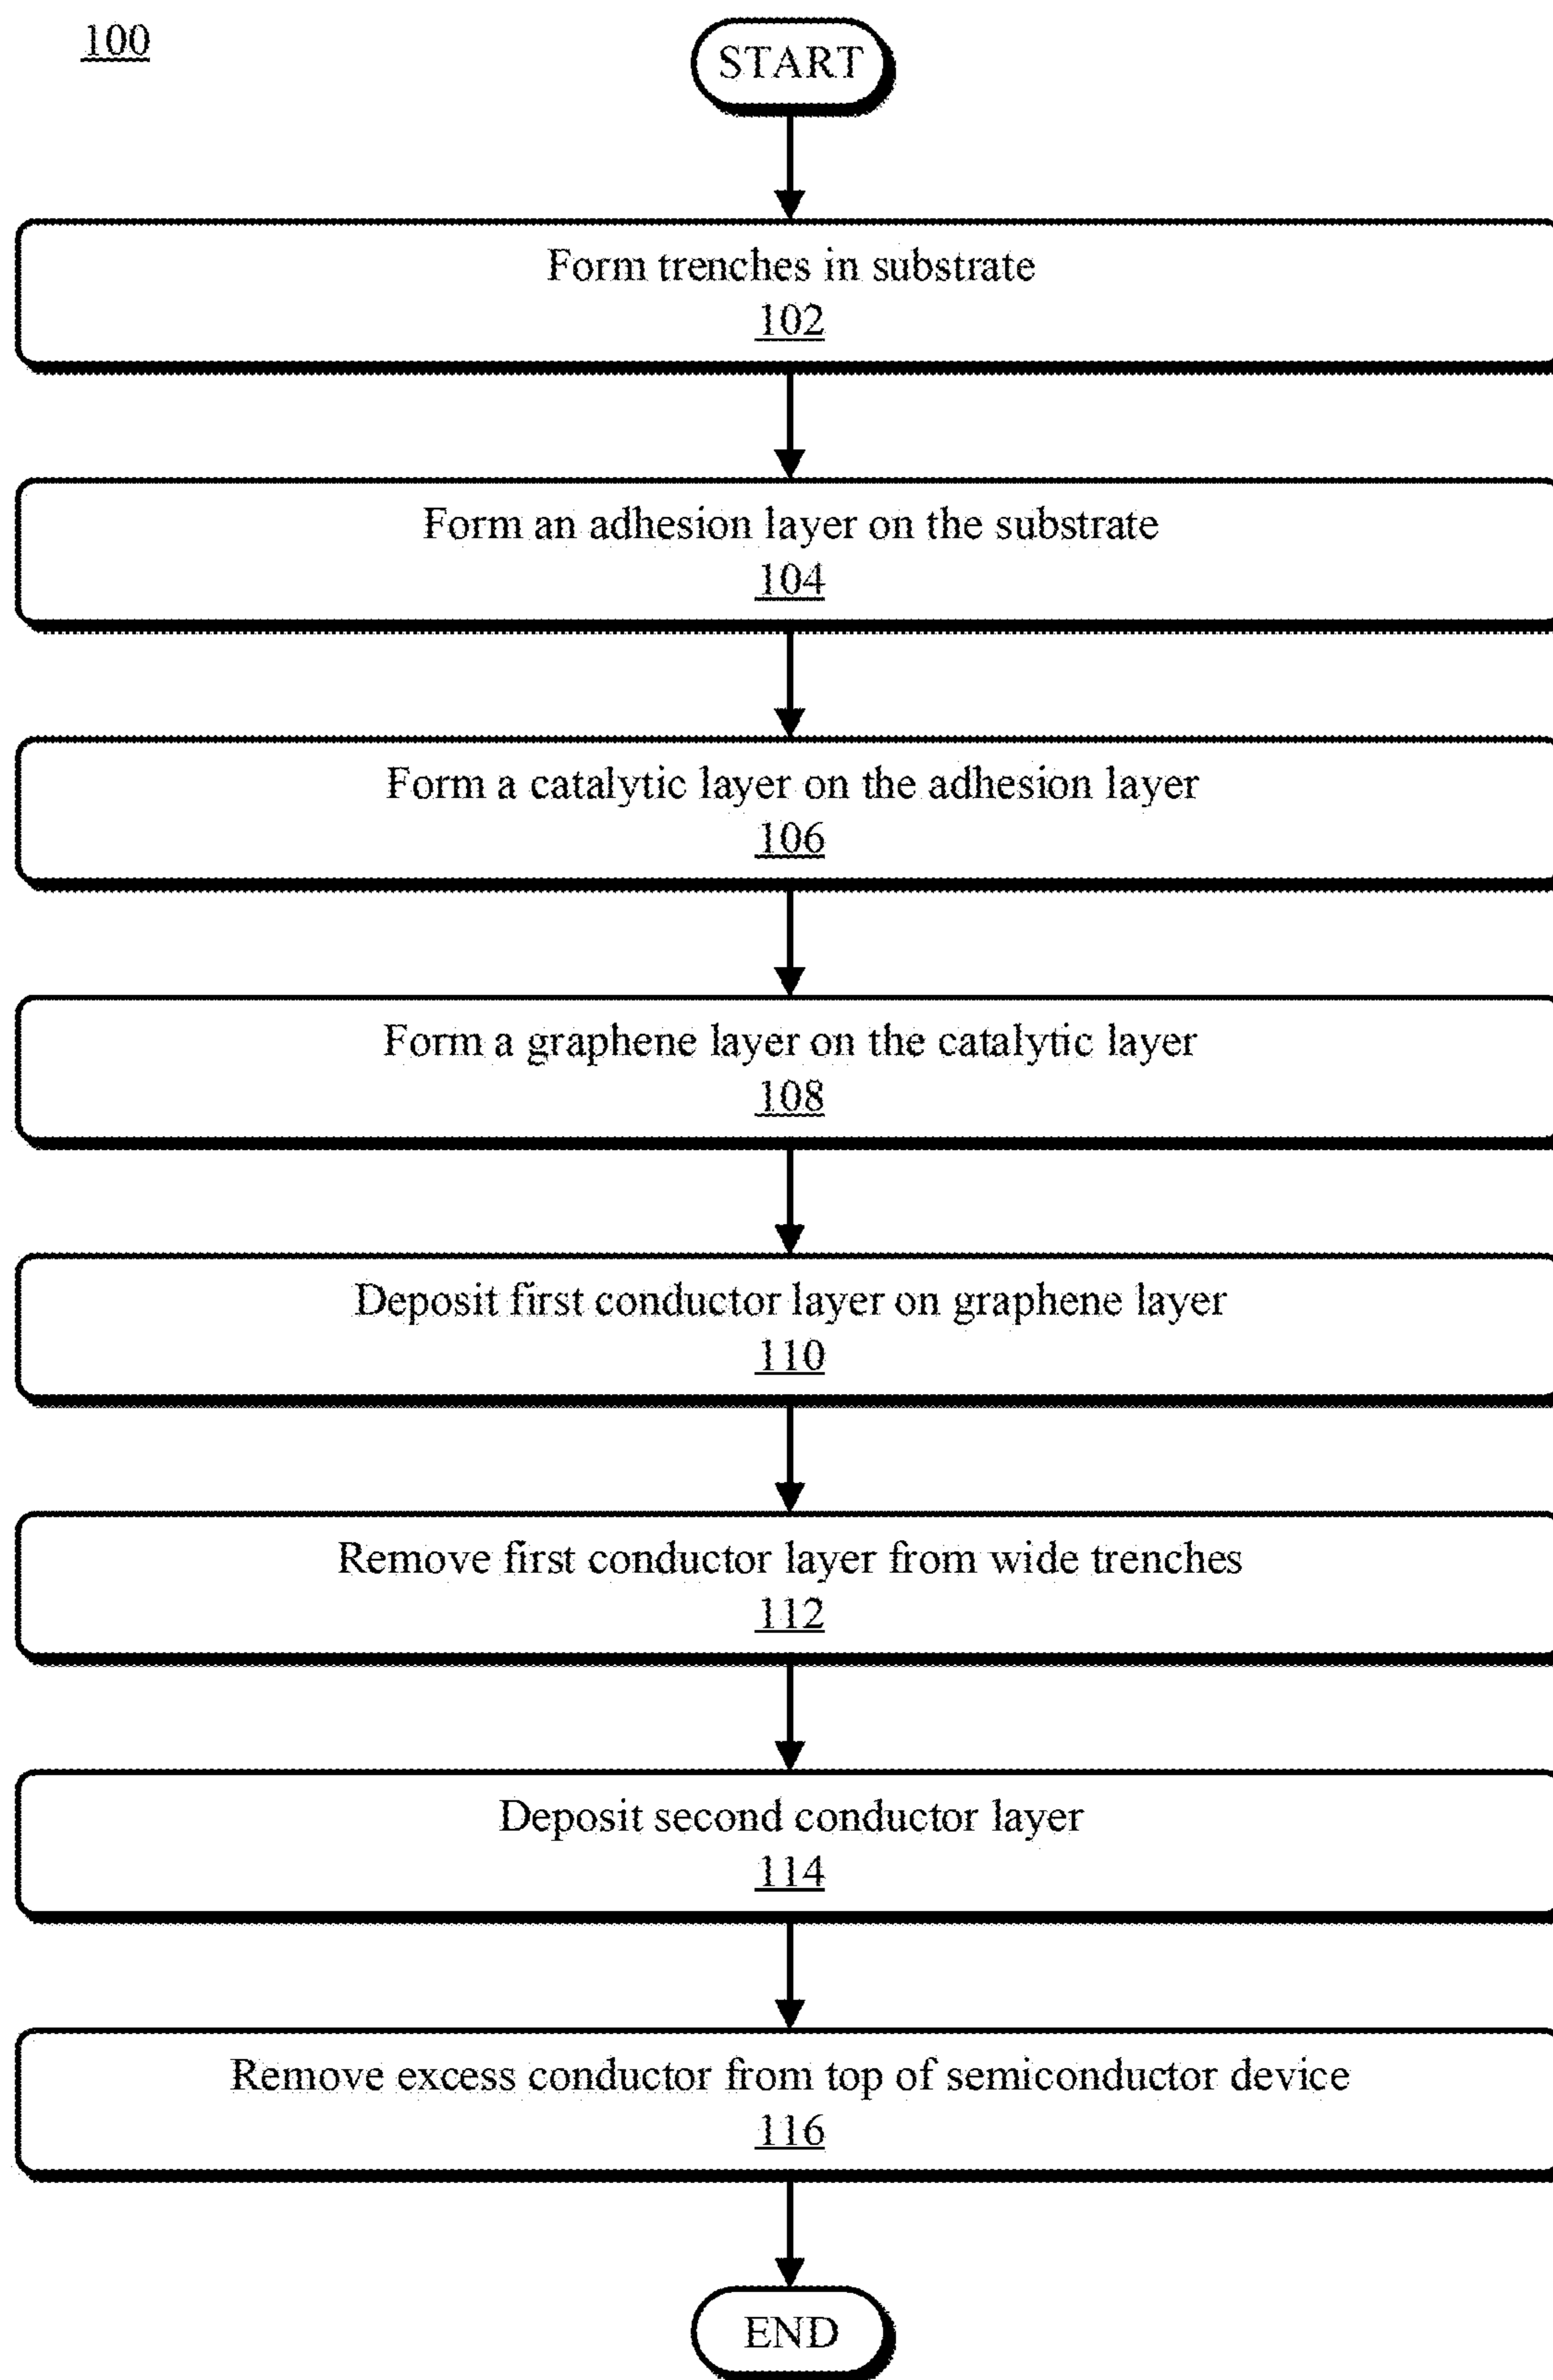 100
START
Form trenches in substrate
102
Form an adhesion layer on the substrate
104
Form a catalytic layer on the adhesion layer
106
Form a graphene layer on the catalytic layer
108
Deposit first conductor layer on graphene layer
110
Remove first conductor layer from wide trenches
112
Deposit second conductor layer
114
Remove excess conductor from top of semiconductor device
116
END